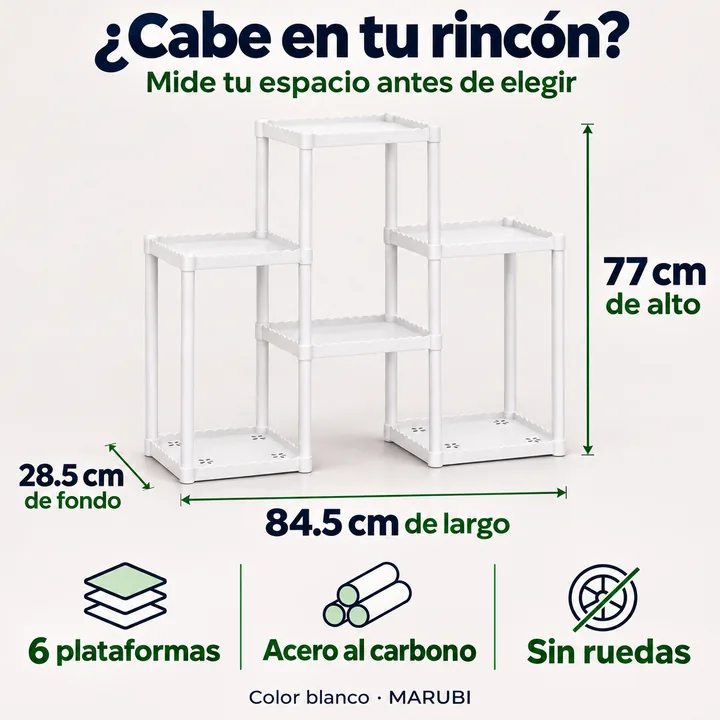 ¿Cabe en tu rincón?
Mide tu espacio antes de elegir
77 cm
de alto
28.5 cm
de fondo
84.5 cm de largo
6 plataformas
Acero al carbono
Sin ruedas
Color blanco · MARUBI